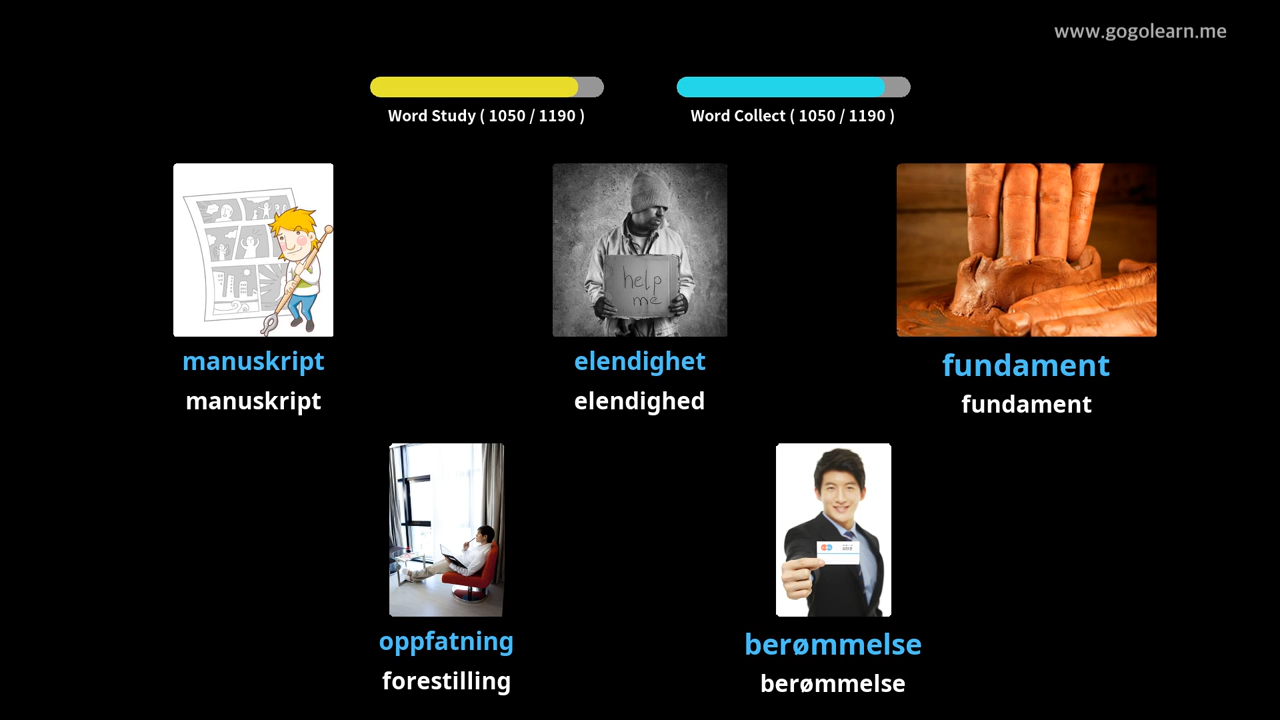 www.gogolearn.me
Word Study ( 1050 / 1190 )
Word Collect ( 1050 / 1190 )
help
me
manuskript
manuskript
elendighet
elendighed
fundament
fundament
oppfatning
forestilling
berømmelse
berømmelse